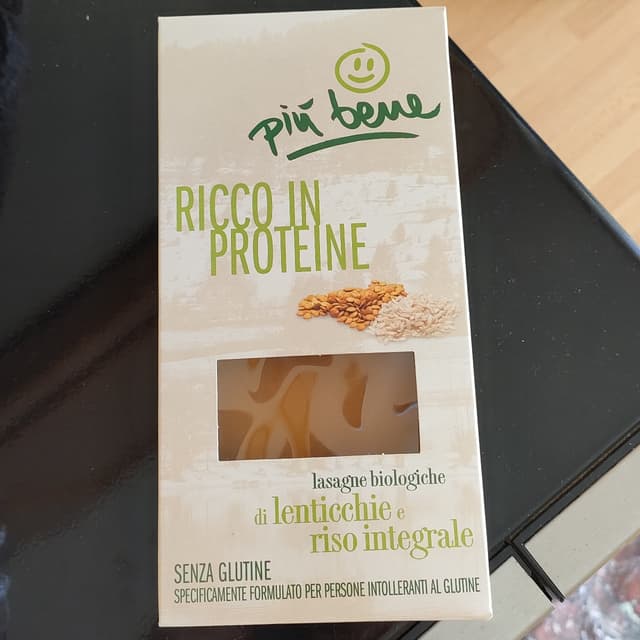 più bene
RICCO IN
PROTEINE
lasagne biologiche
di lenticchie e
riso integrale
SENZA GLUTINE
SPECIFICAMENTE FORMULATO PER PERSONE INTOLLERANTI AL GLUTINE